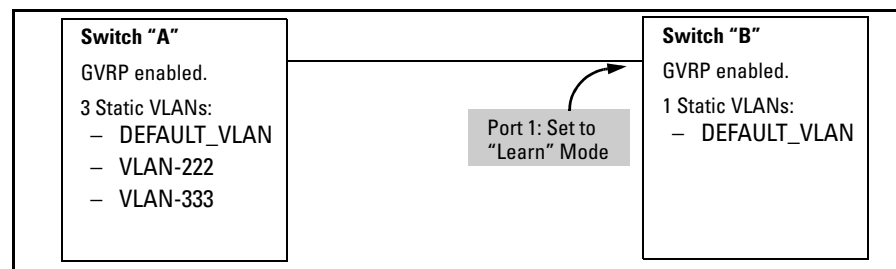 Switch “A”
GVRP enabled.
3 Static VLANs:
– DEFAULT_VLAN
– VLAN-222
– VLAN-333
Port 1: Set to
“Learn” Mode
Switch “B”
GVRP enabled.
1 Static VLANs:
– DEFAULT_VLAN